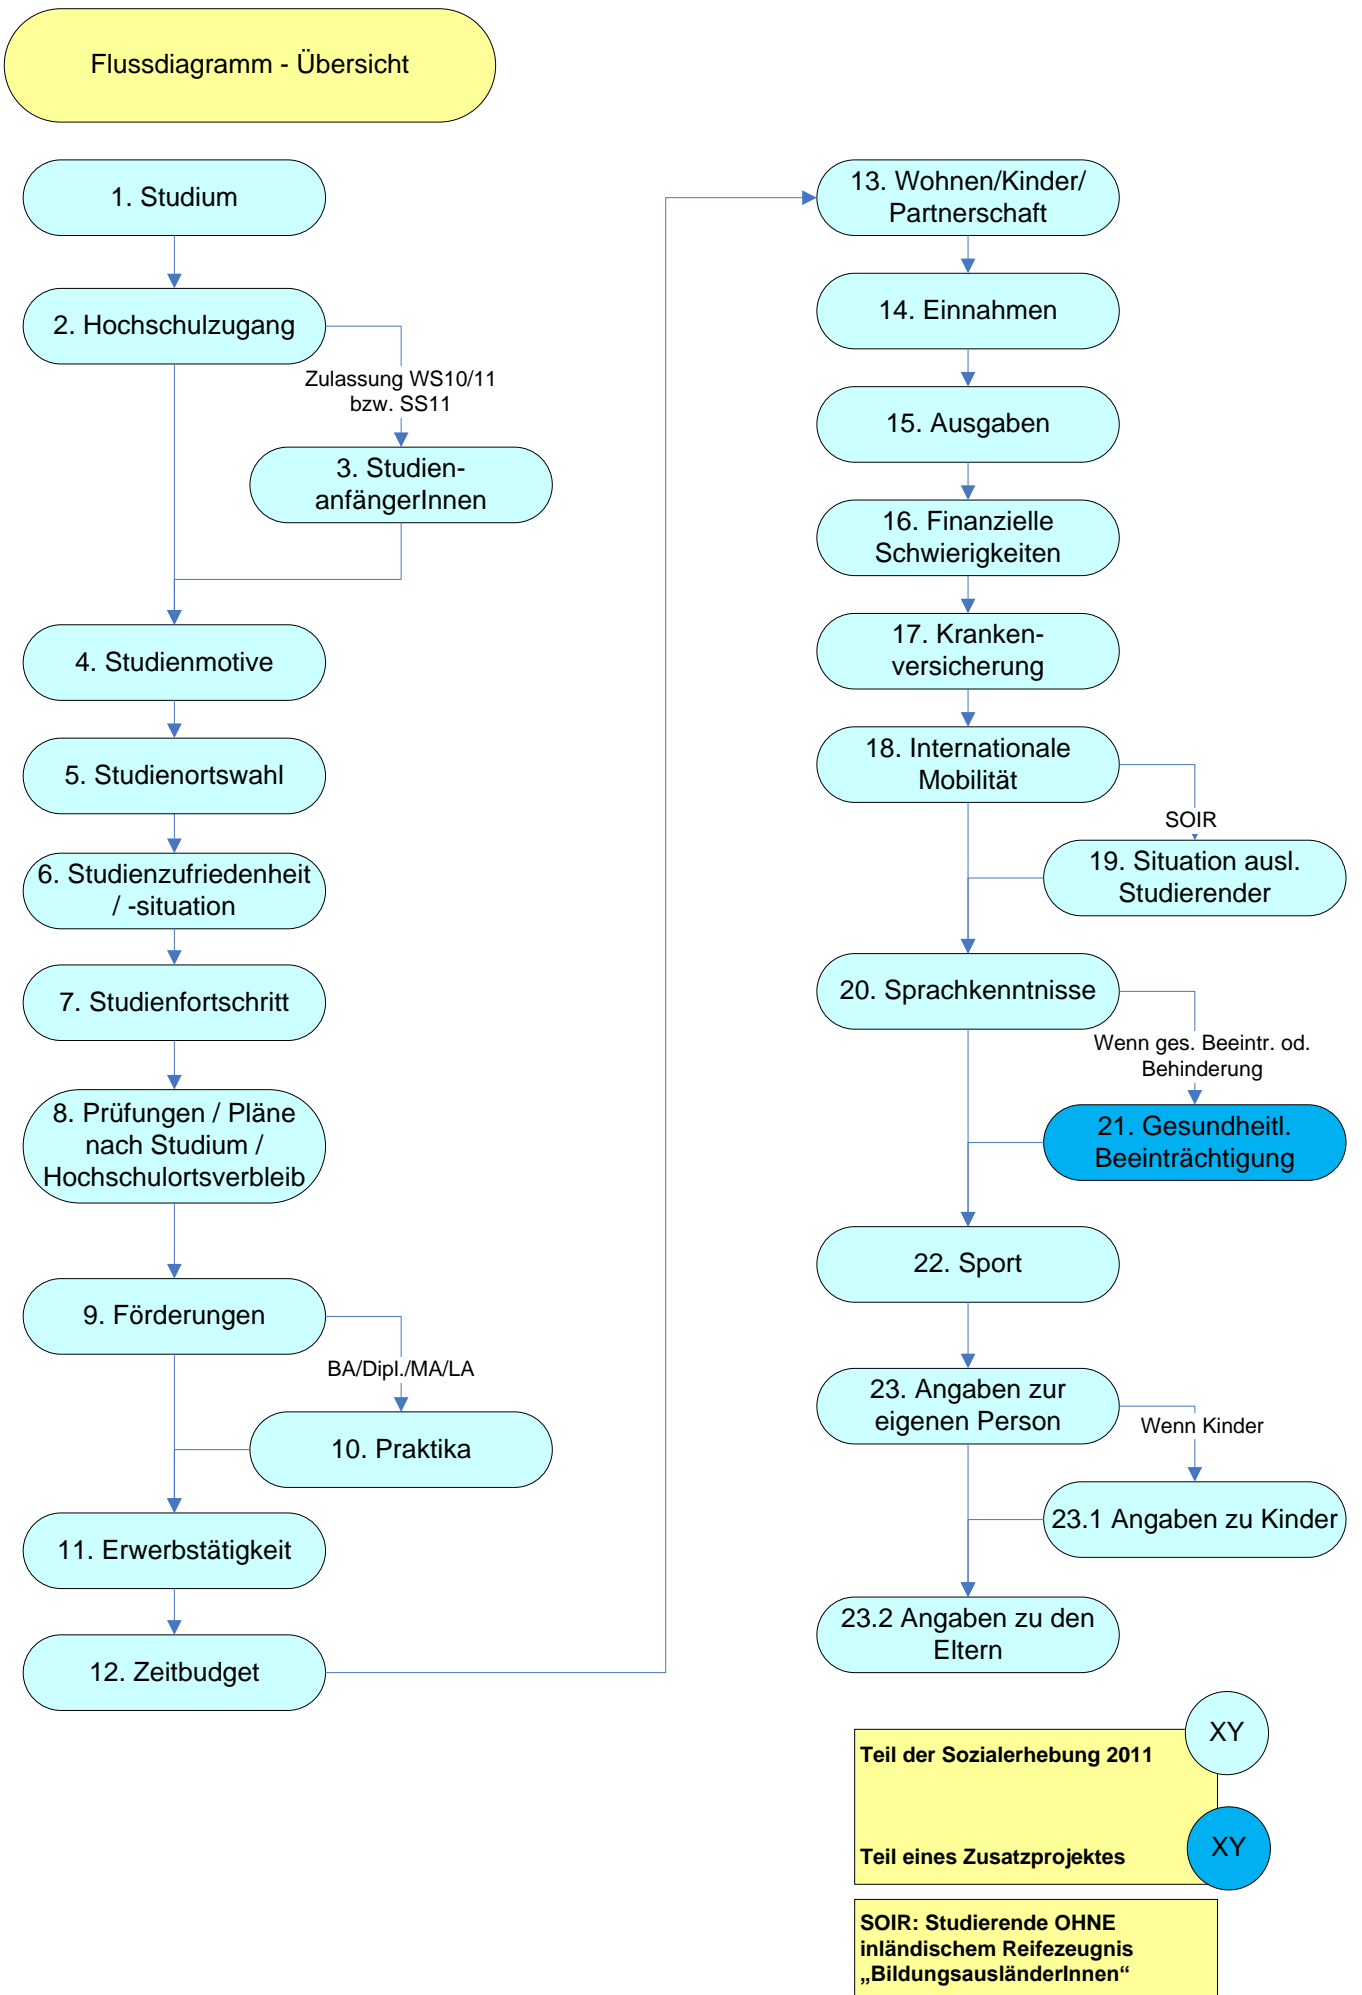 Flussdiagramm - Übersicht
1. Studium
2. Hochschulzugang
Zulassung WS10/11
bzw. SS11
3. Studien-
anfängerInnen
4. Studienmotive
5. Studienortswahl
6. Studienzufriedenheit
/ -situation
7. Studienfortschritt
8. Prüfungen / Pläne
nach Studium /
Hochschulortsverbleib
9. Förderungen
BA/Dipl./MA/LA
10. Praktika
11. Erwerbstätigkeit
12. Zeitbudget
13. Wohnen/Kinder/
Partnerschaft
14. Einnahmen
15. Ausgaben
16. Finanzielle
Schwierigkeiten
17. Kranken-
versicherung
18. Internationale
Mobilität
SOIR
19. Situation ausl.
Studierender
20. Sprachkenntnisse
Wenn ges. Beeintr. od.
Behinderung
21. Gesundheitl.
Beeinträchtigung
22. Sport
23. Angaben zur
eigenen Person
Wenn Kinder
23.1 Angaben zu Kinder
23.2 Angaben zu den
Eltern
XY
Teil der Sozialerhebung 2011
XY
Teil eines Zusatzprojektes
SOIR: Studierende OHNE
inländischem Reifezeugnis
„BildungsausländerInnen“